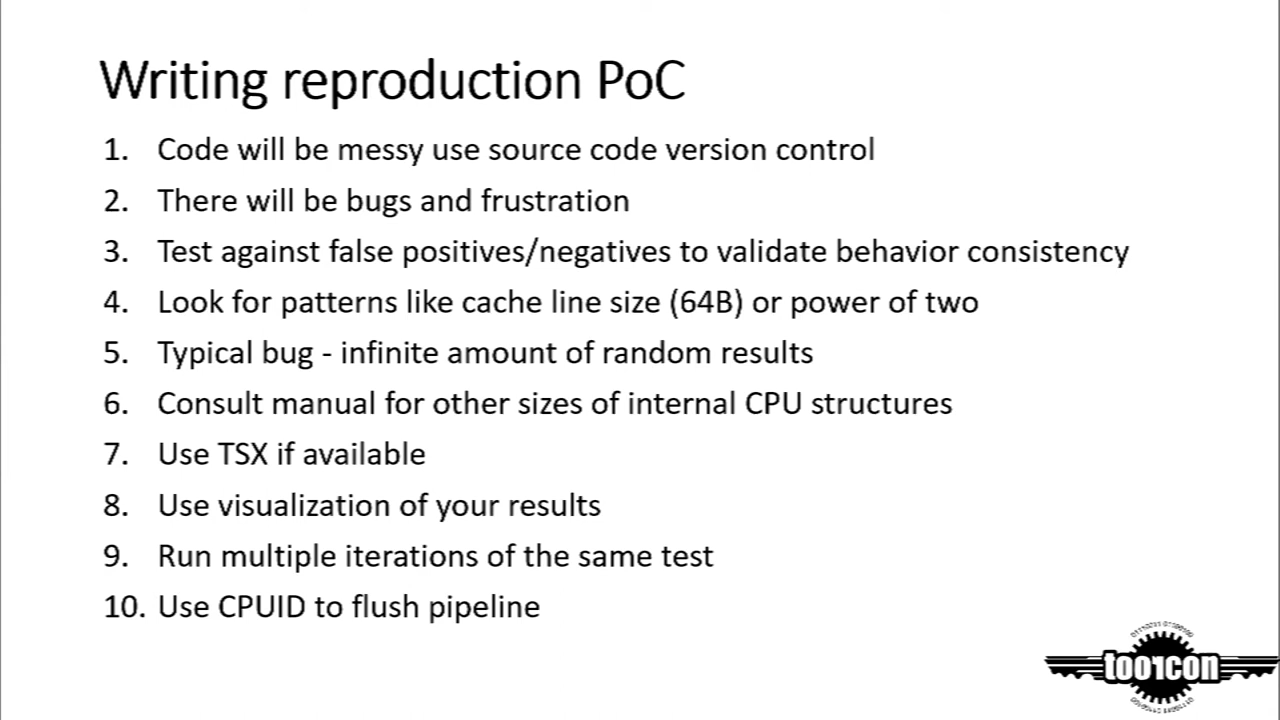 Writing reproduction PoC
1. Code will be messy use source code version control
2. There will be bugs and frustration
3. Test against false positives/negatives to validate behavior consistency
4. Look for patterns like cache line size (64B) or power of two
5. Typical bug - infinite amount of random results
6. Consult manual for other sizes of internal CPU structures
7. Use TSX if available
8. Use visualization of your results
9. Run multiple iterations of the same test
10. Use CPUID to flush pipeline
toorcon